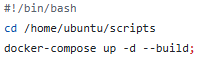 #!/bin/bash
cd /home/ubuntu/scripts
docker-compose up -d --build;